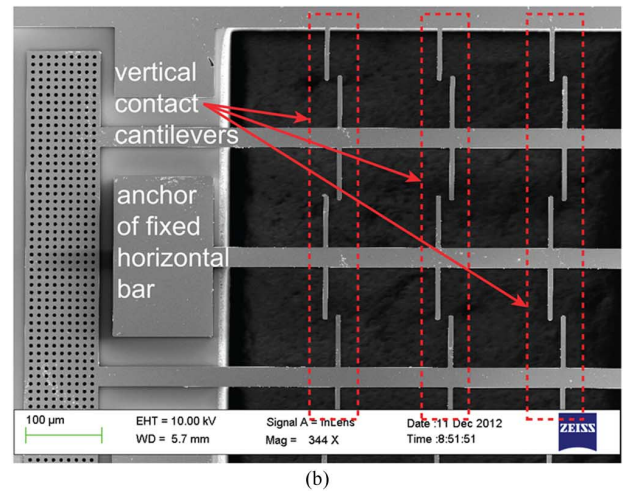 vertical
contact
cantilevers
anchor
of fixed
horizontal
bar
100 µm
EHT = 10.00 kV
WD = 5.7 mm
Signal A = InLens
Mag = 344 X
Date :11 Dec 2012
Time :8:51:51
ZEISS
(b)